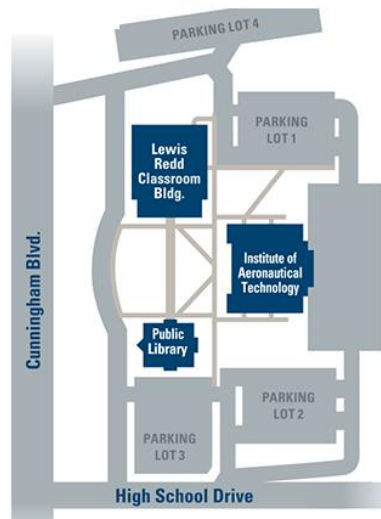 PARKING LOT 4
PARKING
LOT 1
Lewis
Redd
Classroom
Bldg.
Cunningham Blvd.
Institute of
Aeronautical
Technology
Public
Library
PARKING
LOT 2
PARKING
LOT 3
High School Drive